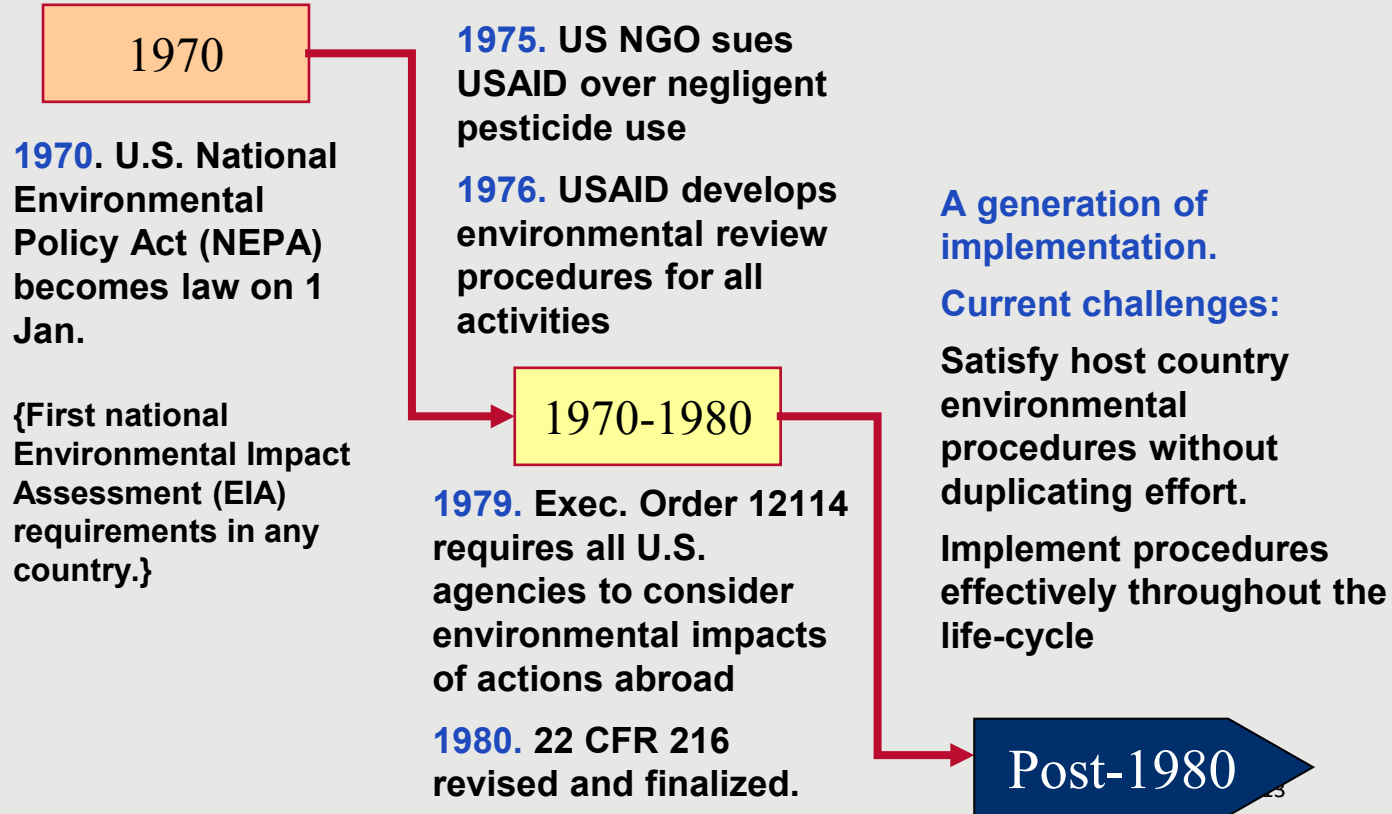 1970
1970. U.S. National
Environmental
Policy Act (NEPA)
becomes law on 1
Jan.
{First national
Environmental Impact
Assessment (EIA)
requirements in any
country.}
1975. US NGO sues
USAID over negligent
pesticide use
1976. USAID develops
environmental review
procedures for all
activities
1970-1980
1979. Exec. Order 12114
requires all U.S.
agencies to consider
environmental impacts
of actions abroad
1980. 22 CFR 216
revised and finalized.
A generation of
implementation.
Current challenges:
Satisfy host country
environmental
procedures without
duplicating effort.
Implement procedures
effectively throughout the
life-cycle
Post-1980